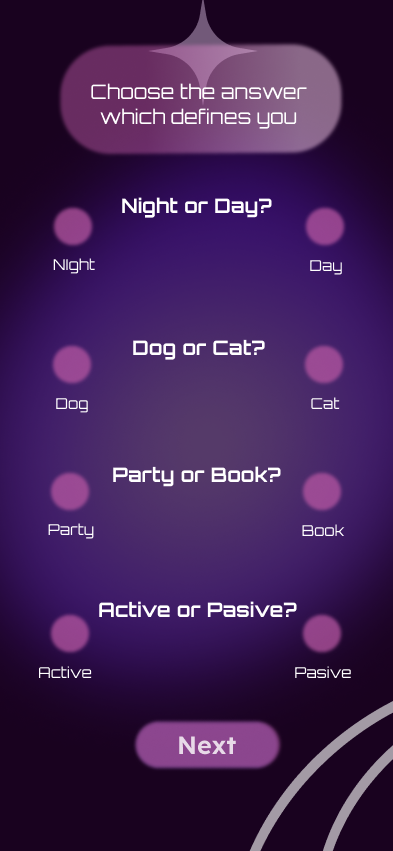 Choose the answer
which defines you
Night or Day?
NIght
Day
Dog or Cat?
Dog
Cat
Party or Book?
Party
Book
Active or Pasive?
Active
Pasive
Next